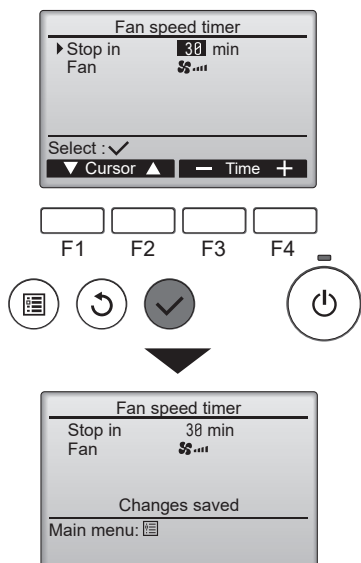 Fan speed timer
Stop in 30 min
Fan
Select :
Cursor Time
F1 F2 F3 F4
Fan speed timer
Stop in 30 min
Fan
Changes saved
Main menu: